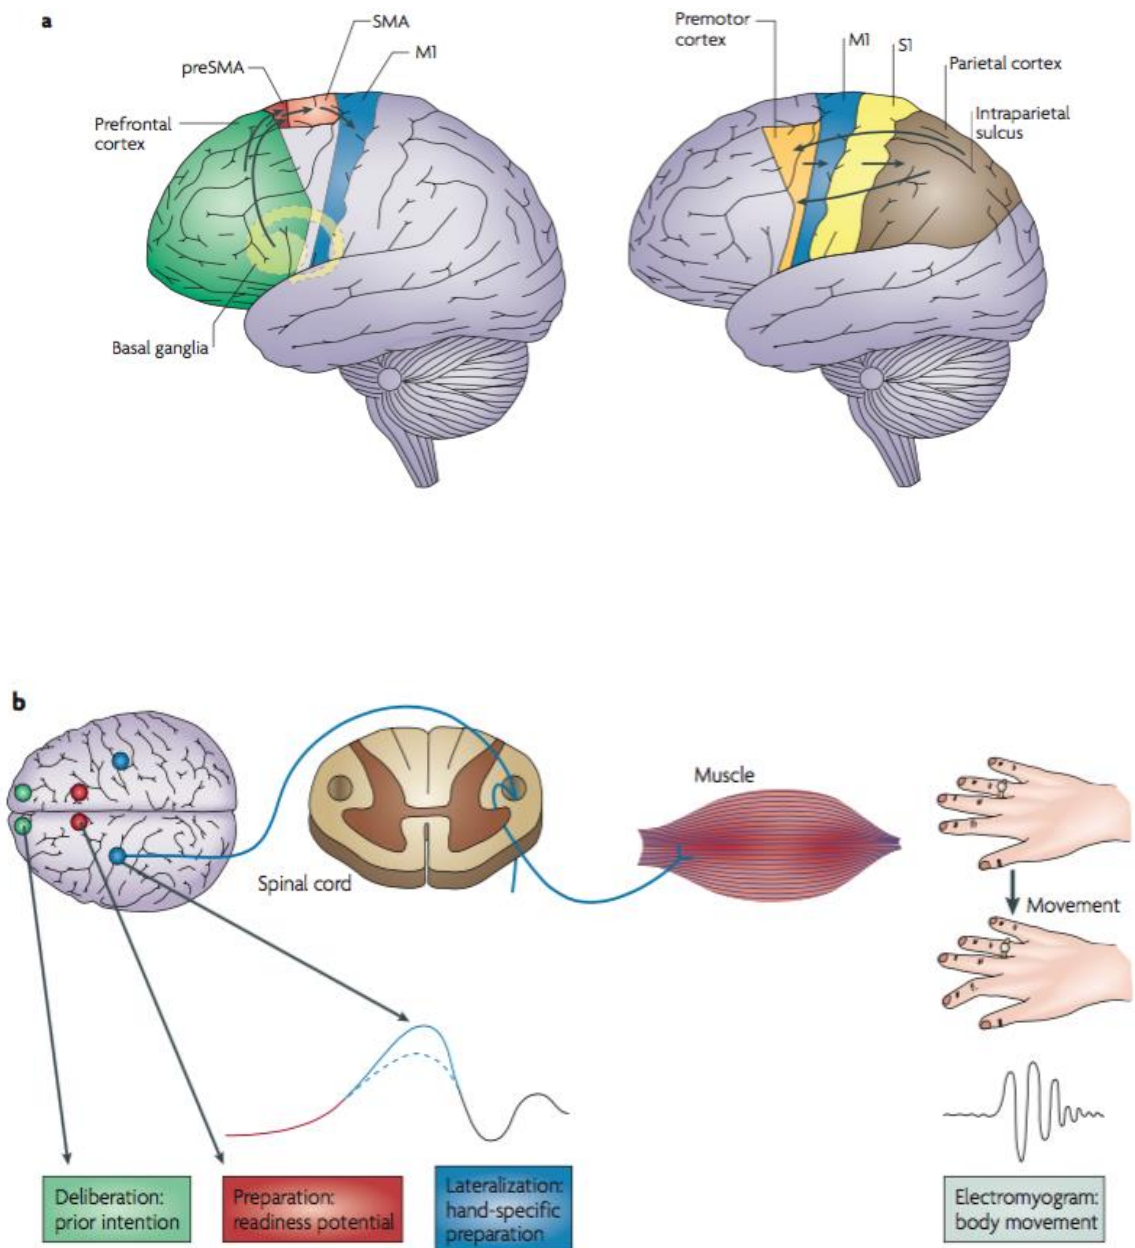 a
SMA
M1
preSMA
Prefrontal
cortex
Basal ganglia
Premotor
cortex
M1
S1
Parietal cortex
Intraparietal
sulcus
b
Spinal cord
Muscle
Movement
Deliberation:
prior intention
Preparation:
readiness potential
Lateralization:
hand-specific
preparation
Electromyogram:
body movement